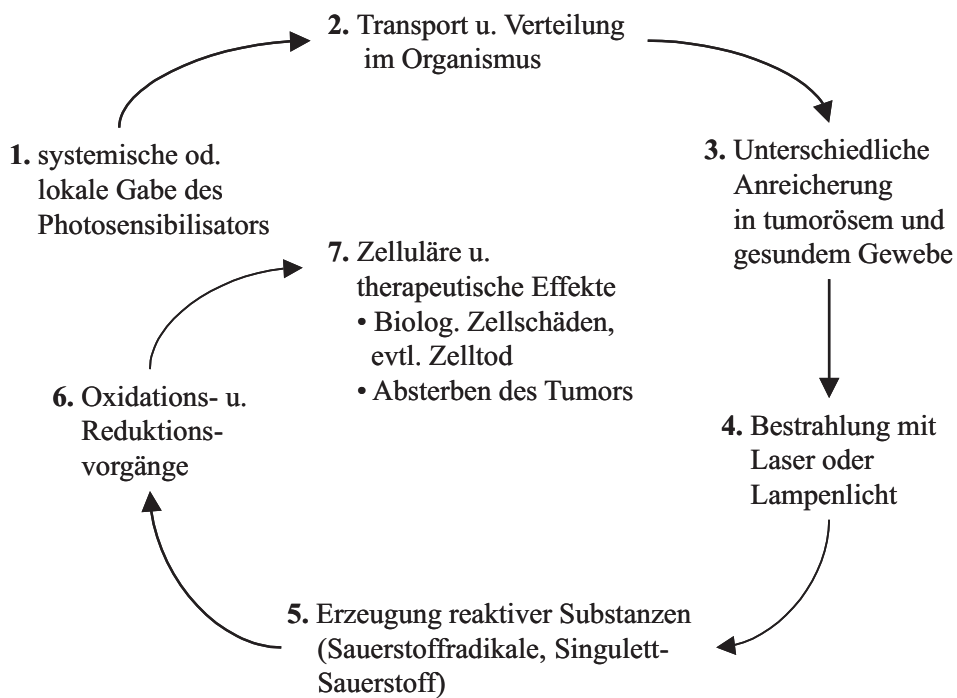 1. systemische od.
lokale Gabe des
Photosensibilisators
2. Transport u. Verteilung
im Organismus
3. Unterschiedliche
Anreicherung
in tumorösem und
gesundem Gewebe
4. Bestrahlung mit
Laser oder
Lampenlicht
5. Erzeugung reaktiver Substanzen
(Sauerstoffradikale, Singulett-
Sauerstoff)
6. Oxidations- u.
Reduktions-
vorgänge
7. Zelluläre u.
therapeutische Effekte
• Biolog. Zellschäden,
evtl. Zelltod
• Absterben des Tumors